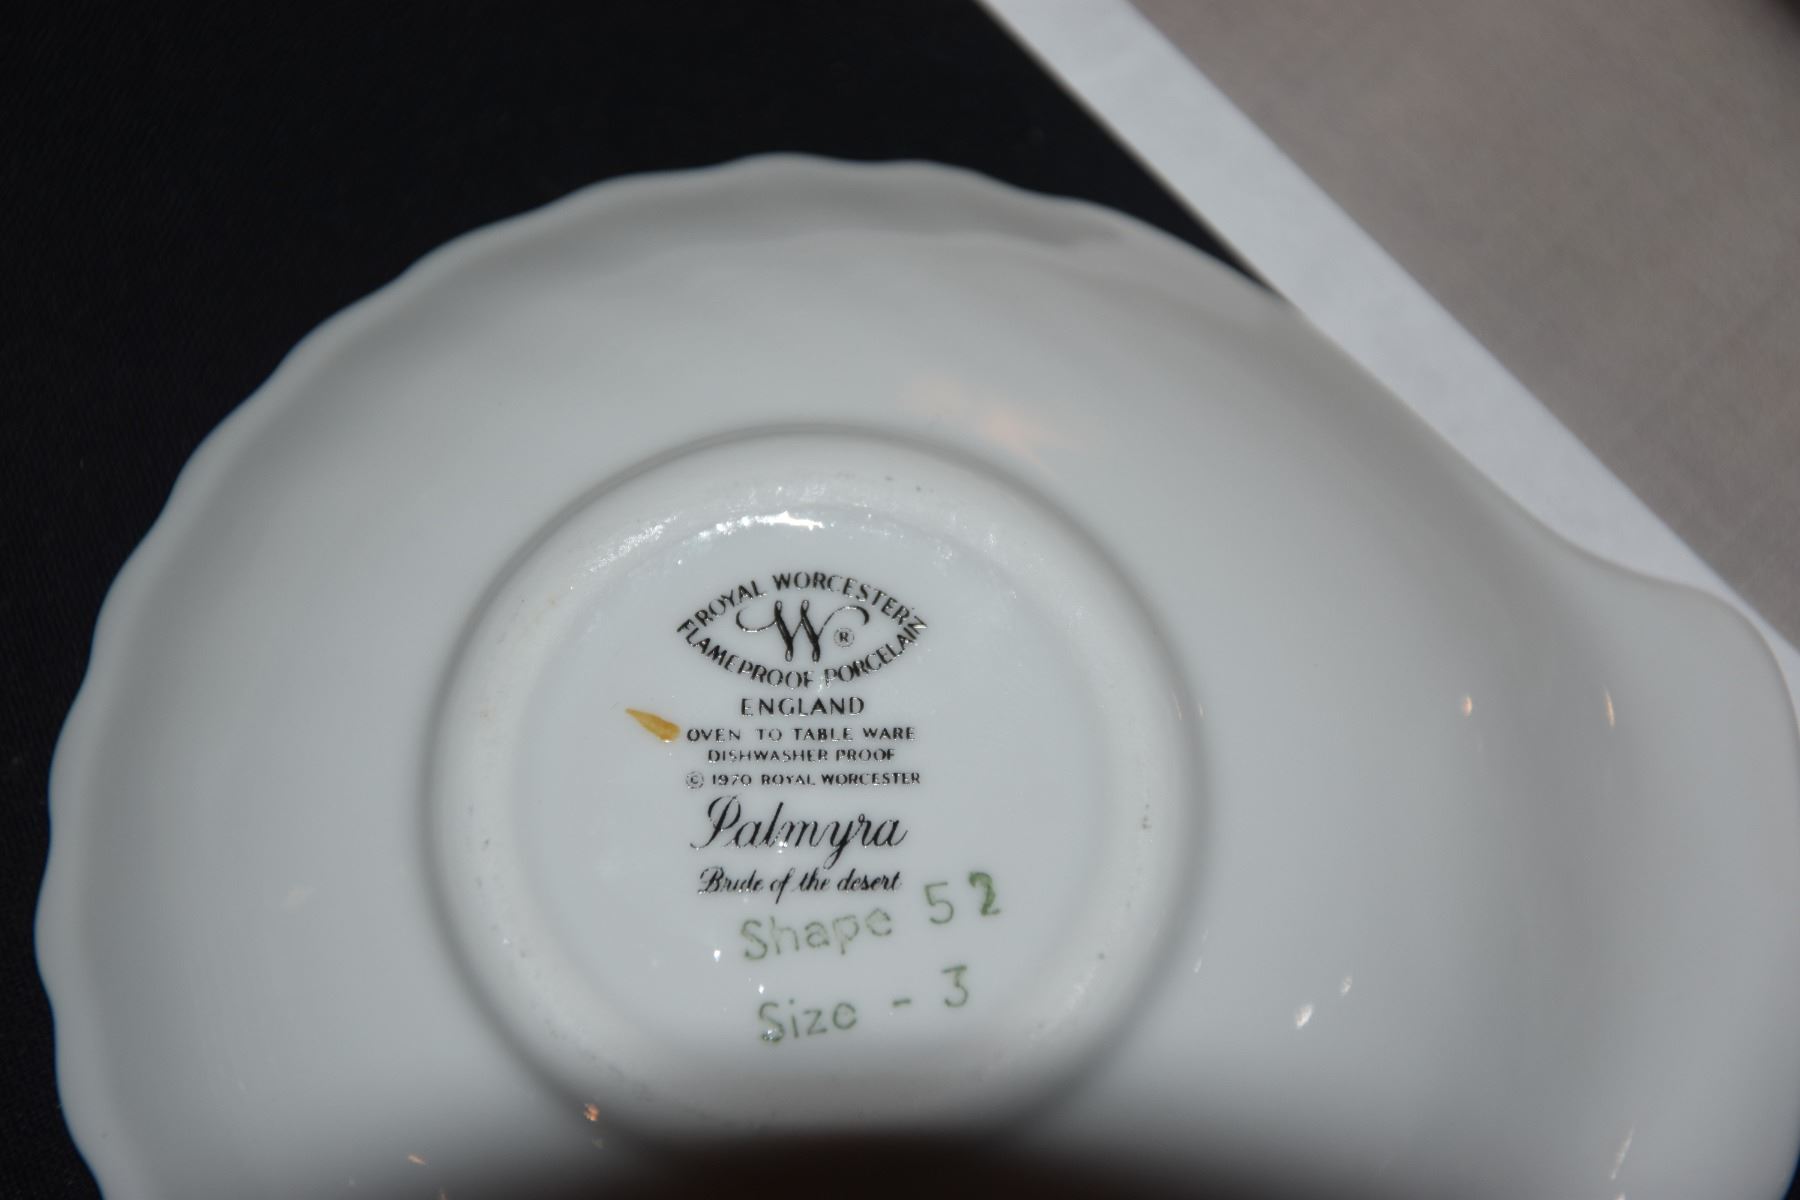 ROYAL WORCESTER
W ®
FLAMEPROOF PORCELAIN
ENGLAND
OVEN TO TABLE WARE
DISHWASHER PROOF
© 1970 ROYAL WORCESTER
Palmyra
Bride of the desert
Shape 52
Size - 3